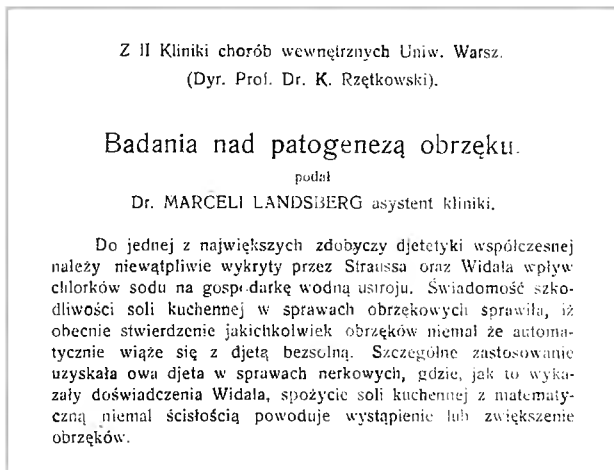 Z II Kliniki chorób wewnętrznych Uniw. Warsz.
(Dyr. Prof. Dr. K. Rzętkowski).
Badania nad patogenezą obrzęku.
podał
Dr. MARCELI LANDSBERG asystent kliniki.
Do jednej z największych zdobyczy djetetyki współczesnej
należy niewątpliwie wykryty przez Straussa oraz Widala wpływ
chlorków sodu na gospodarkę wodną ustroju. Świadomość szko-
dliwości soli kuchennej w sprawach obrzękowych sprawiła, iż
obecnie stwierdzenie jakichkolwiek obrzęków niemal że automa-
tycznie wiąże się z djetą bezsolną. Szczególne zastosowanie
uzyskała owa djeta w sprawach nerkowych, gdzie, jak to wyka-
zały doświadczenia Widala, spożycie soli kuchennej z matematy-
czną niemal ścisłością powoduje wystąpienie lub zwiększenie
obrzęków.